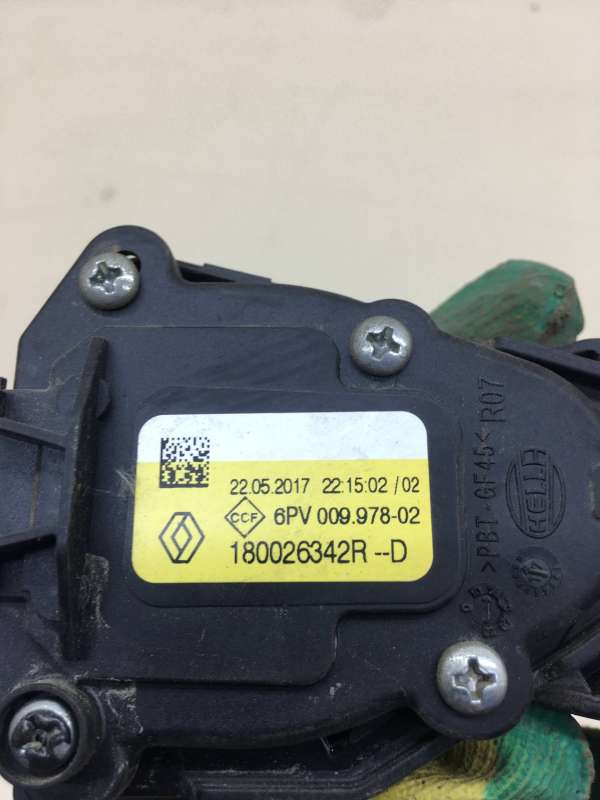 22.05.2017 22:15:02 / 02
CCF 6PV 009.978-02
180026342R --D
>PBT-GF45< R07
HELLA